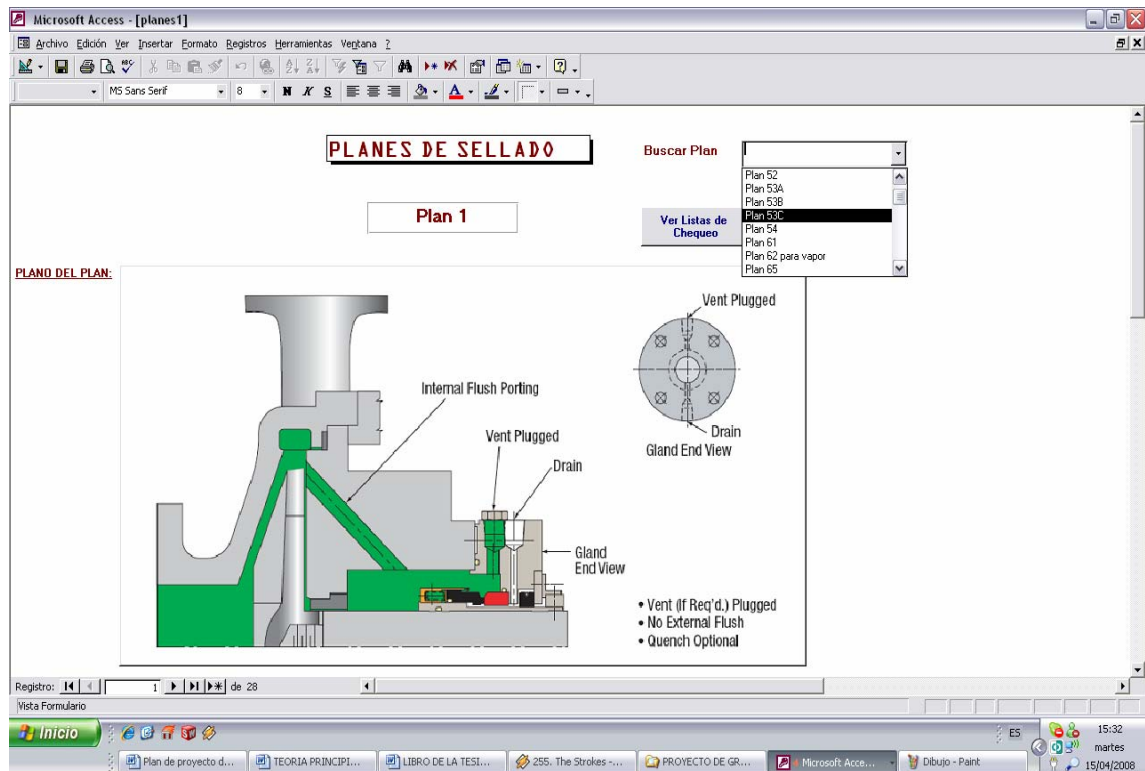 Microsoft Access - [planes1]
Archivo Edición Ver Insertar Formato Registros Herramientas Ventana ?
MS Sans Serif 8 N K S
PLANES DE SELLADO
Buscar Plan
Plan 52
Plan 53A
Plan 53B
Plan 53C
Plan 54
Plan 61
Plan 62 para vapor
Plan 65
Plan 1
Ver Listas de
Chequeo
PLANO DEL PLAN:
Vent Plugged
Internal Flush Porting
Vent Plugged
Drain
Drain
Gland End View
Gland
End View
• Vent (If Req'd.) Plugged
• No External Flush
• Quench Optional
Registro: 1 de 28
Vista Formulario
Inicio
ES
15:32
martes
15/04/2008
Plan de proyecto d...
TEORIA PRINCIPI...
LIBRO DE LA TESI...
255. The Strokes -...
PROYECTO DE GR...
Microsoft Acce...
Dibujo - Paint